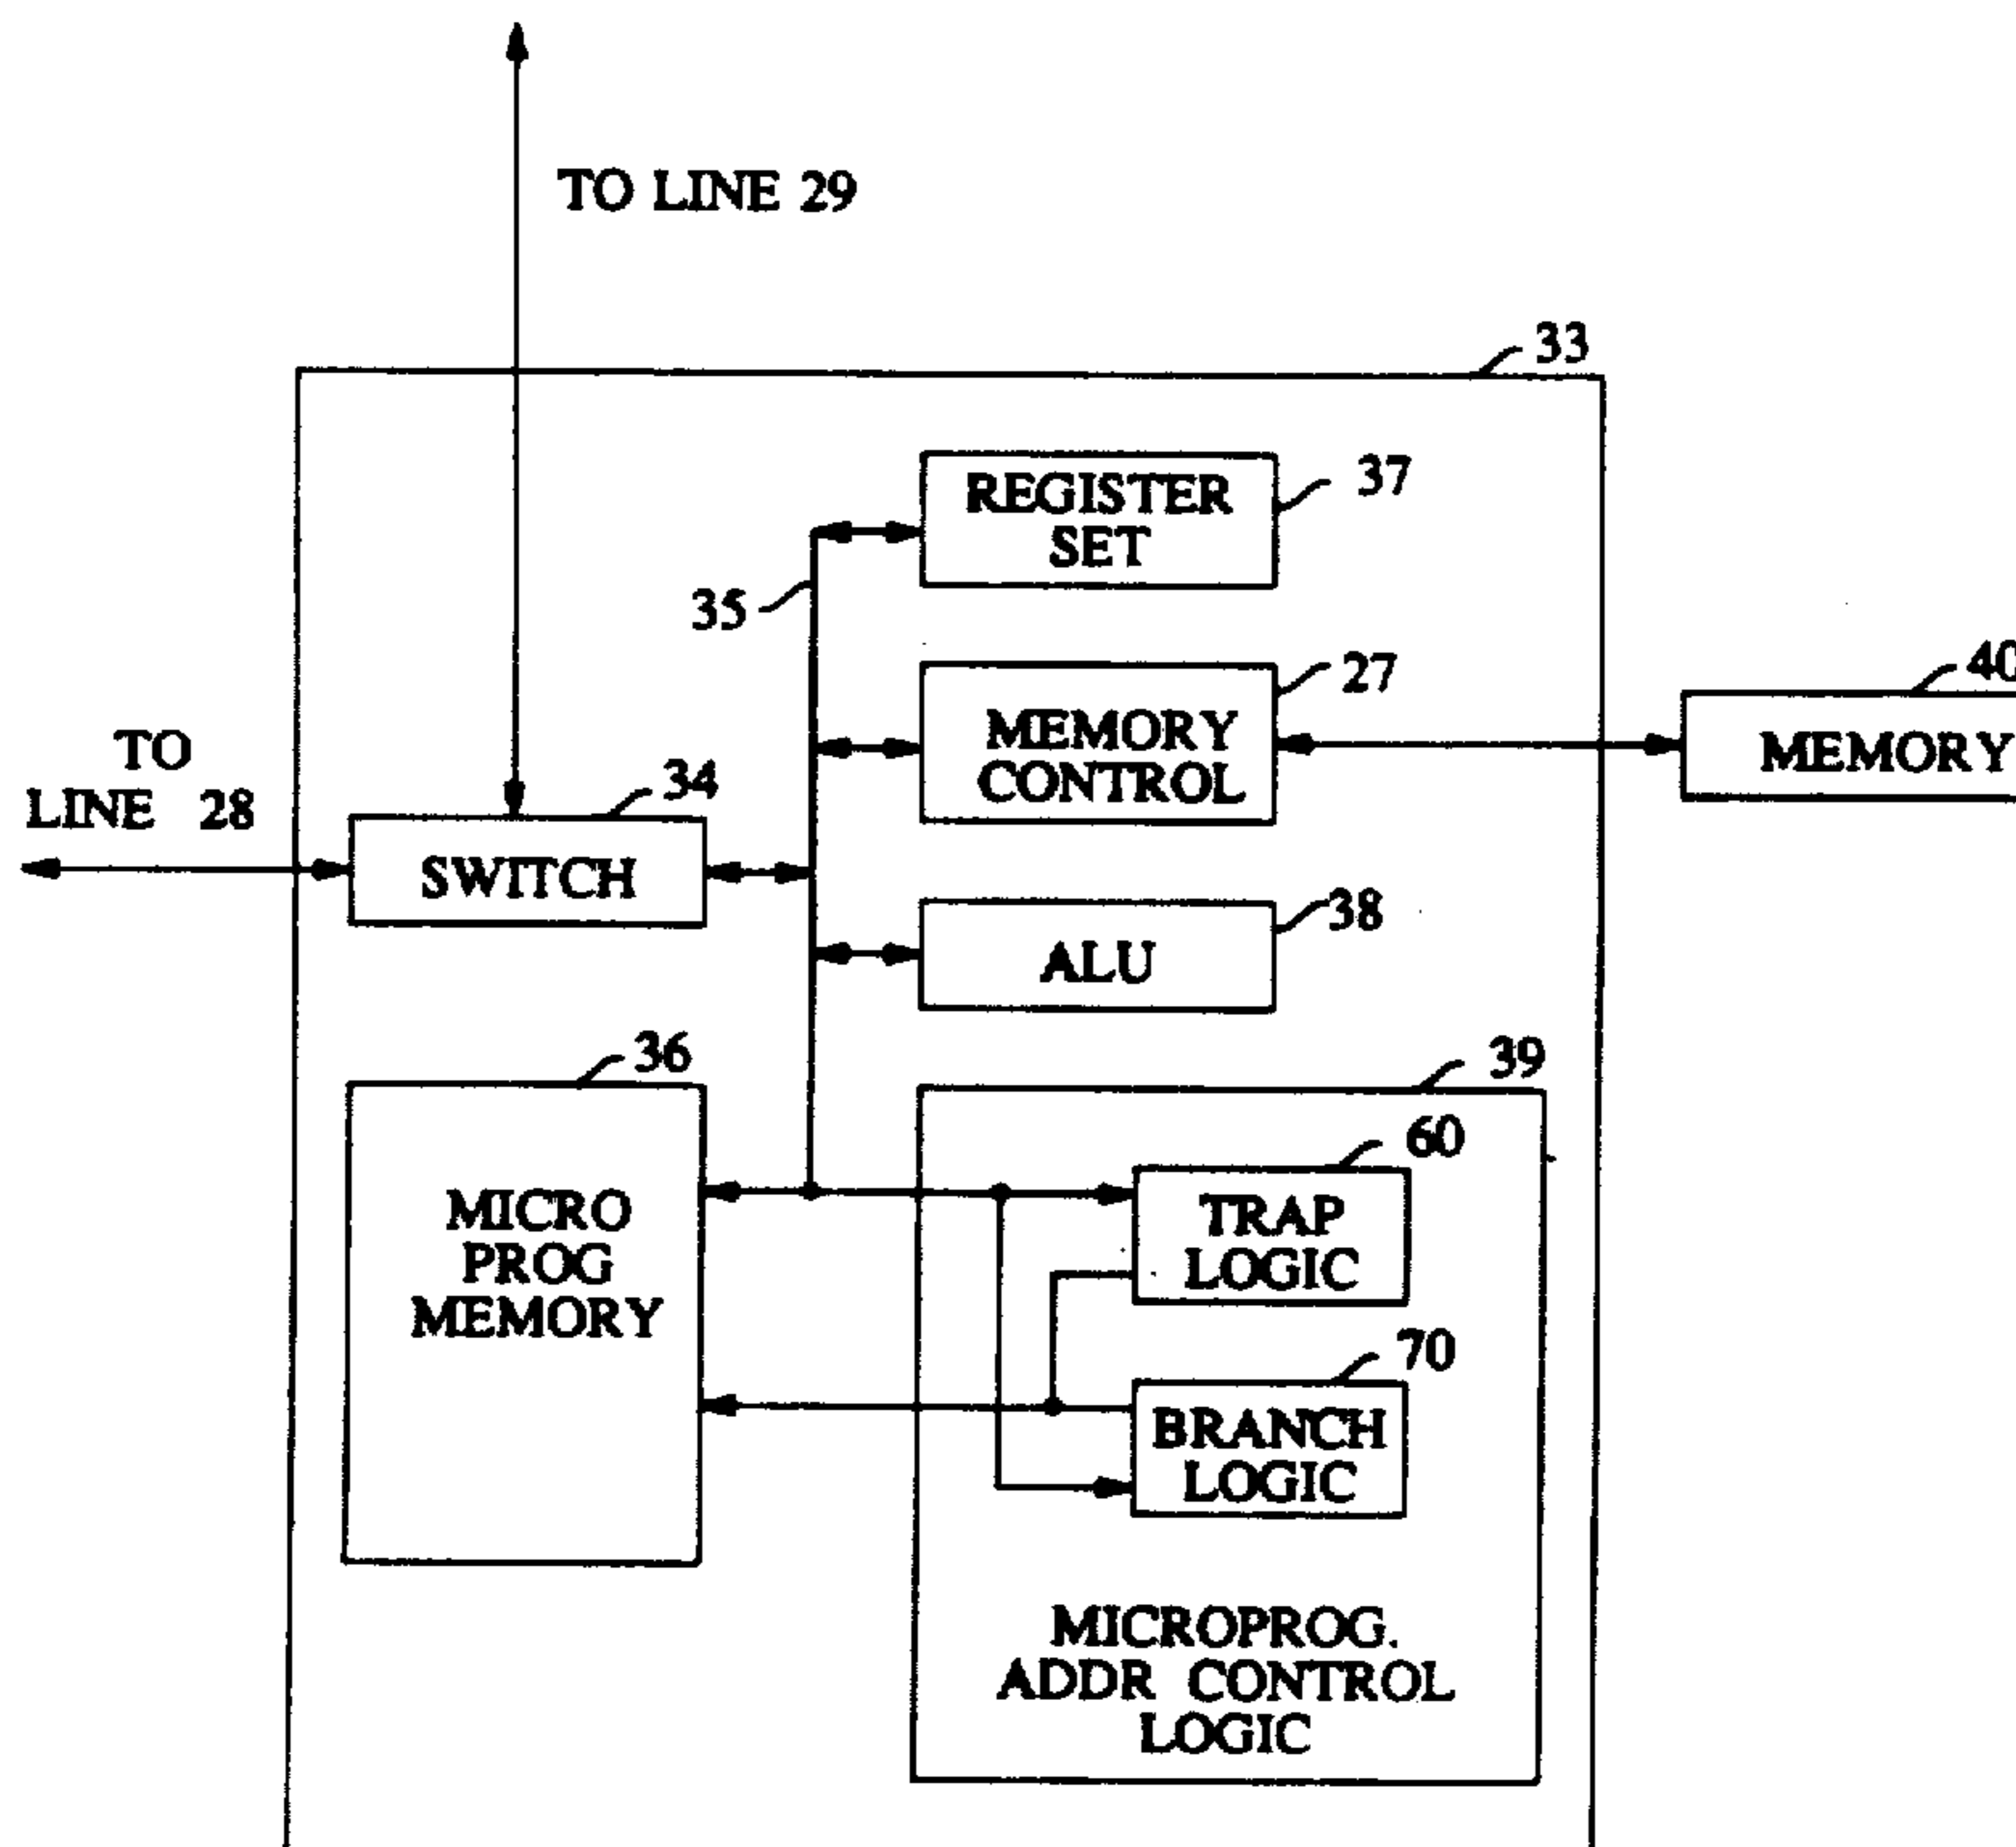 TO LINE 29
33
REGISTER
SET
37
35
27
MEMORY
CONTROL
40
MEMORY
TO
LINE 28
34
SWITCH
38
ALU
36
MICRO
PROG
MEMORY
39
60
TRAP
LOGIC
70
BRANCH
LOGIC
MICROPROG.
ADDR CONTROL
LOGIC